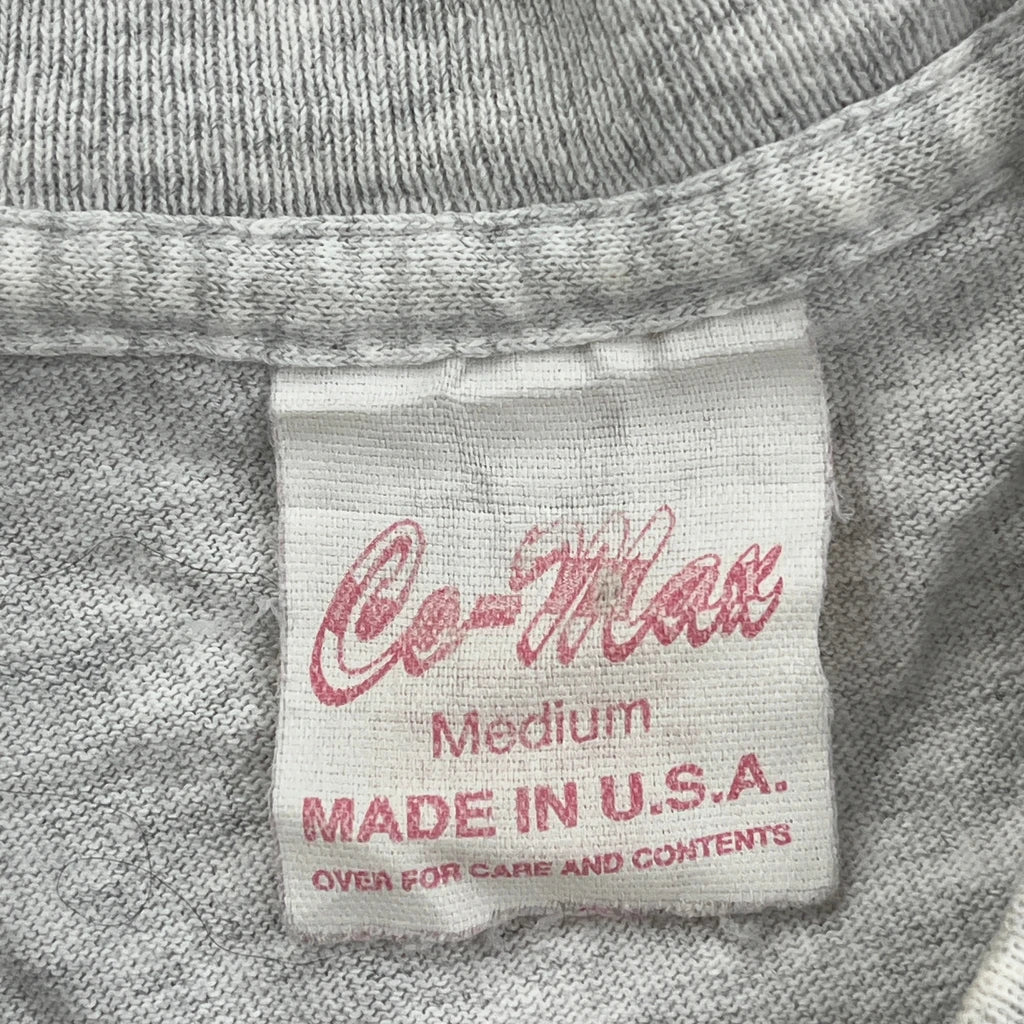 Co-Max
Medium
MADE IN U.S.A.
OVER FOR CARE AND CONTENTS